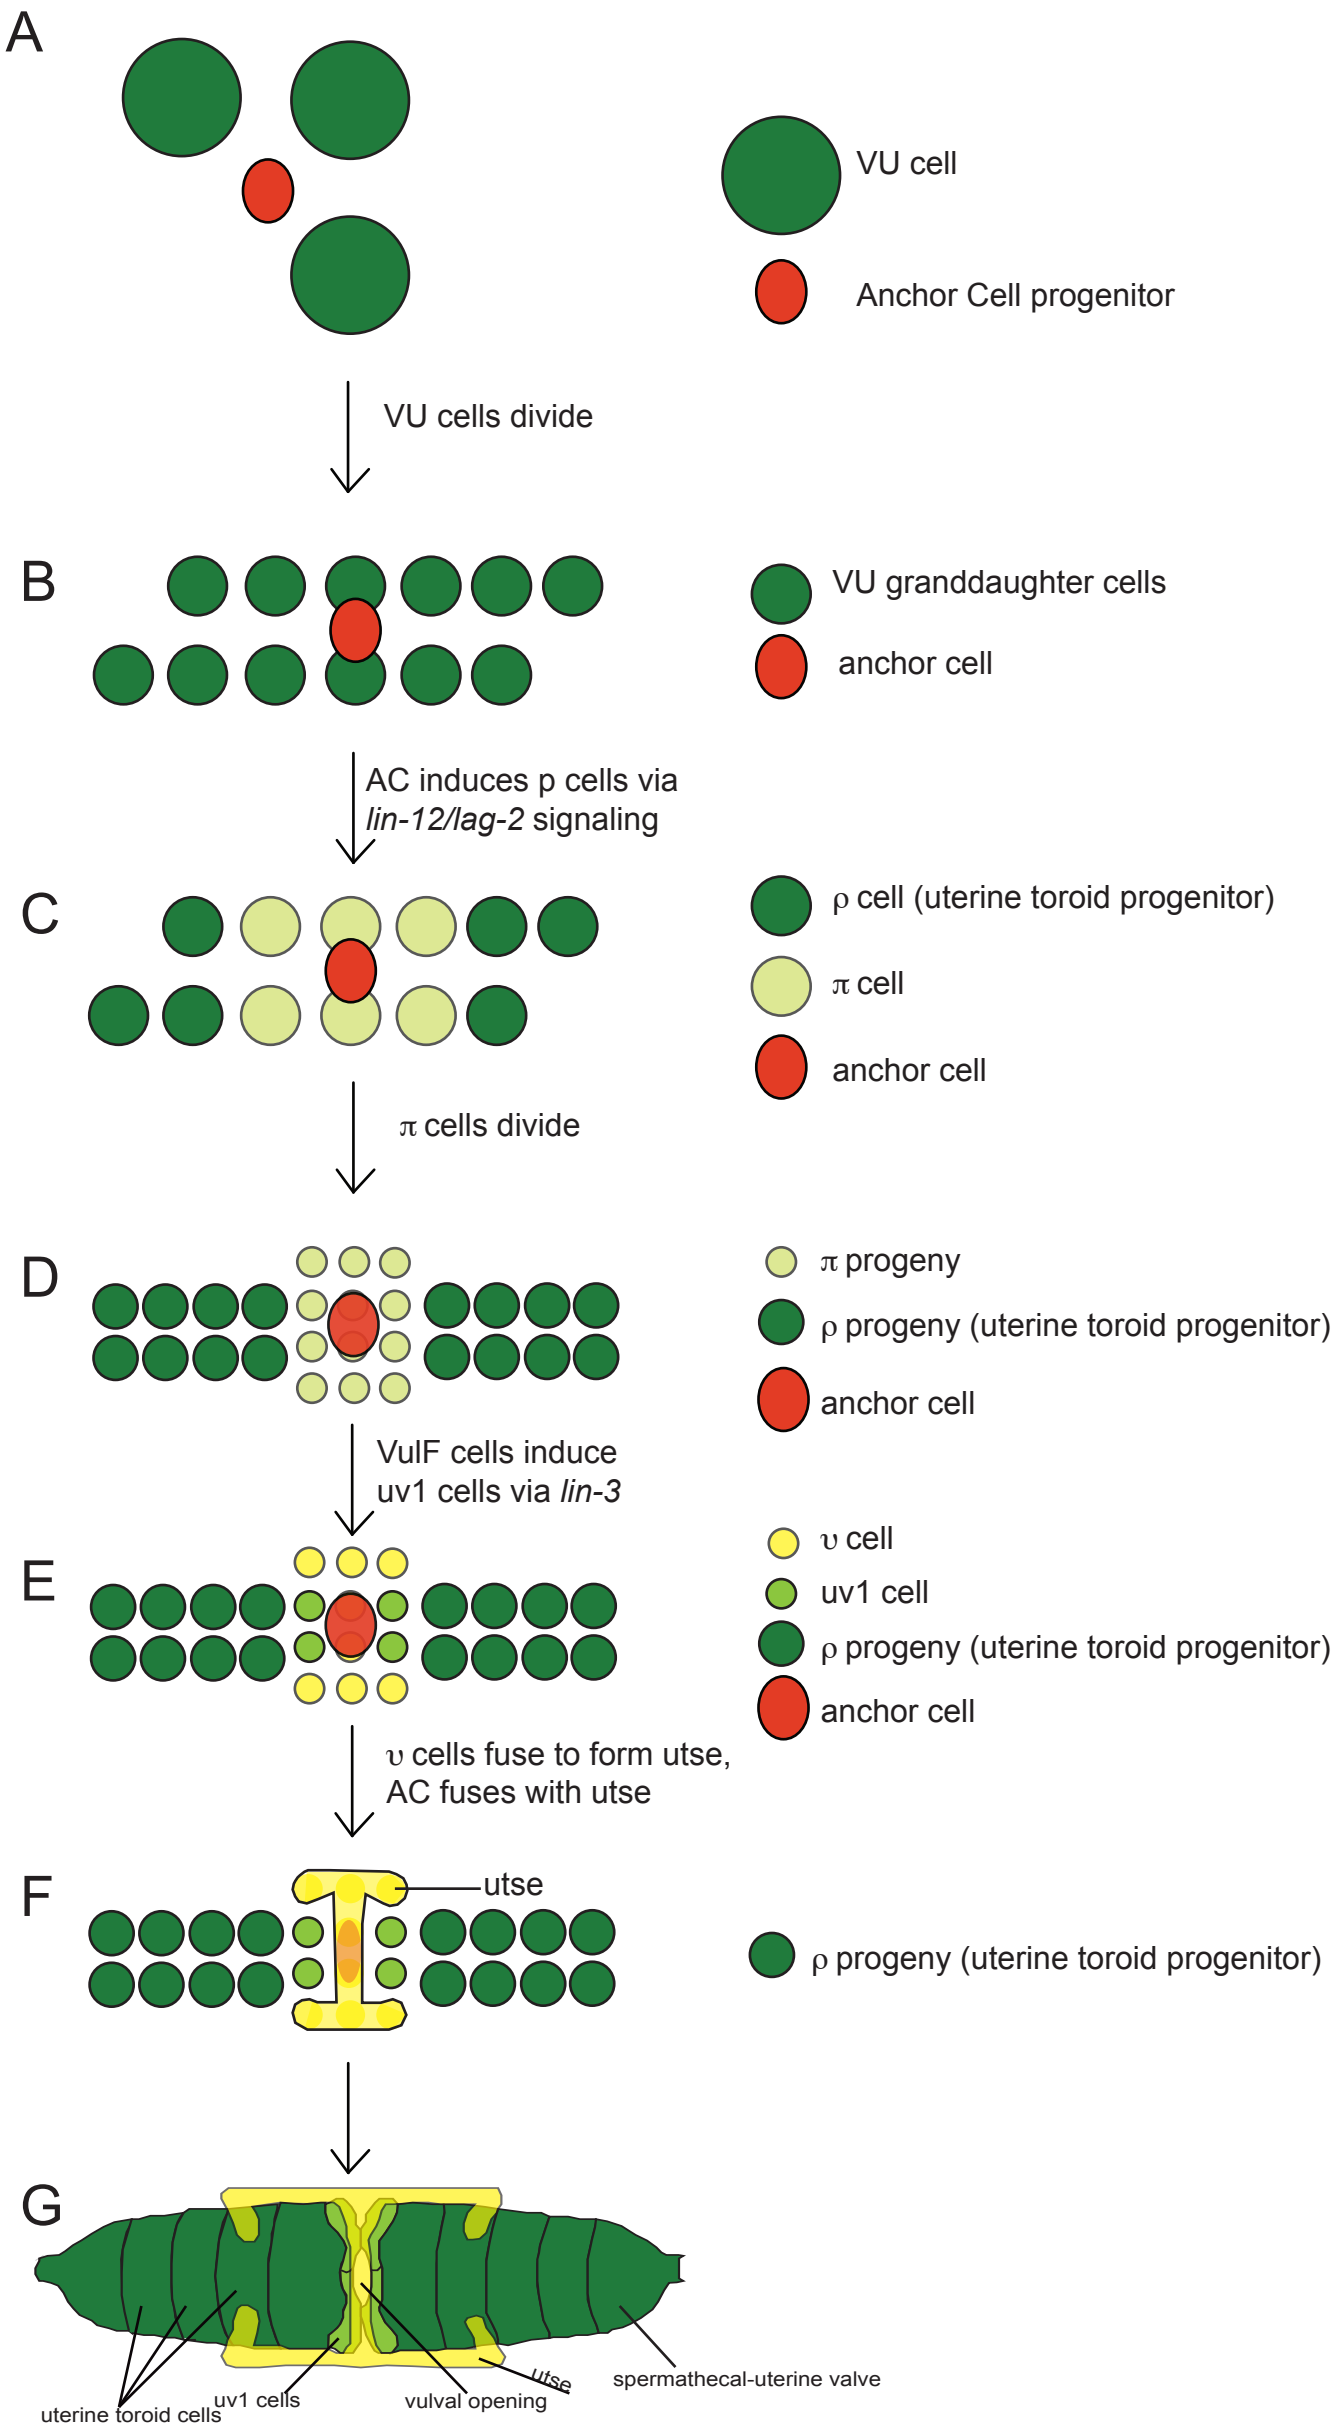 A
VU cell
Anchor Cell progenitor
VU cells divide
B
VU granddaughter cells
anchor cell
AC induces p cells via
lin-12/lag-2 signaling
C
ρ cell (uterine toroid progenitor)
π cell
anchor cell
π cells divide
D
π progeny
ρ progeny (uterine toroid progenitor)
anchor cell
VulF cells induce
uv1 cells via lin-3
E
υ cell
uv1 cell
ρ progeny (uterine toroid progenitor)
anchor cell
υ cells fuse to form utse,
AC fuses with utse
F
utse
ρ progeny (uterine toroid progenitor)
G
utse
spermathecal-uterine valve
uv1 cells
vulval opening
uterine toroid cells